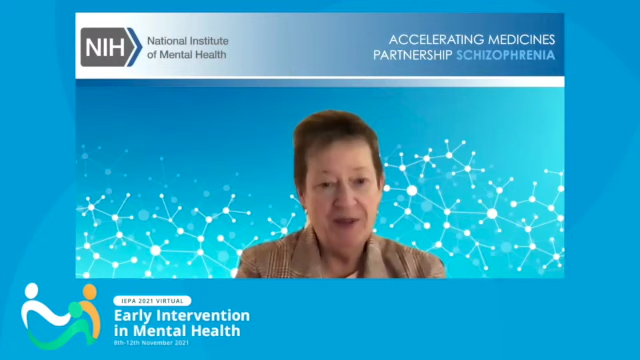 NIH
National Institute
of Mental Health
ACCELERATING MEDICINES
PARTNERSHIP SCHIZOPHRENIA
IEPA 2021 VIRTUAL
Early Intervention
in Mental Health
8th-12th November 2021